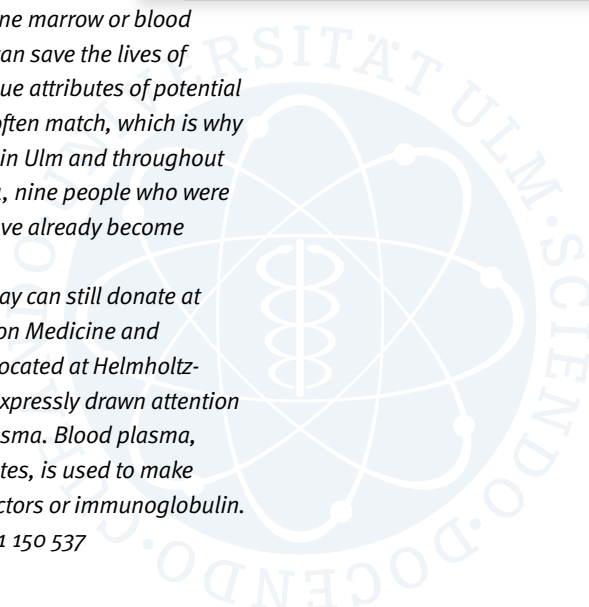 ne marrow or blood
an save the lives of
ue attributes of potential
often match, which is why
in Ulm and throughout
, nine people who were
ve already become
ay can still donate at
on Medicine and
ocated at Helmholtz-
xpressly drawn attention
sma. Blood plasma,
tes, is used to make
ctors or immunoglobulin.
1 150 537
UNIVERSITÄT ULM · SCIENDO · DOCENDO ·